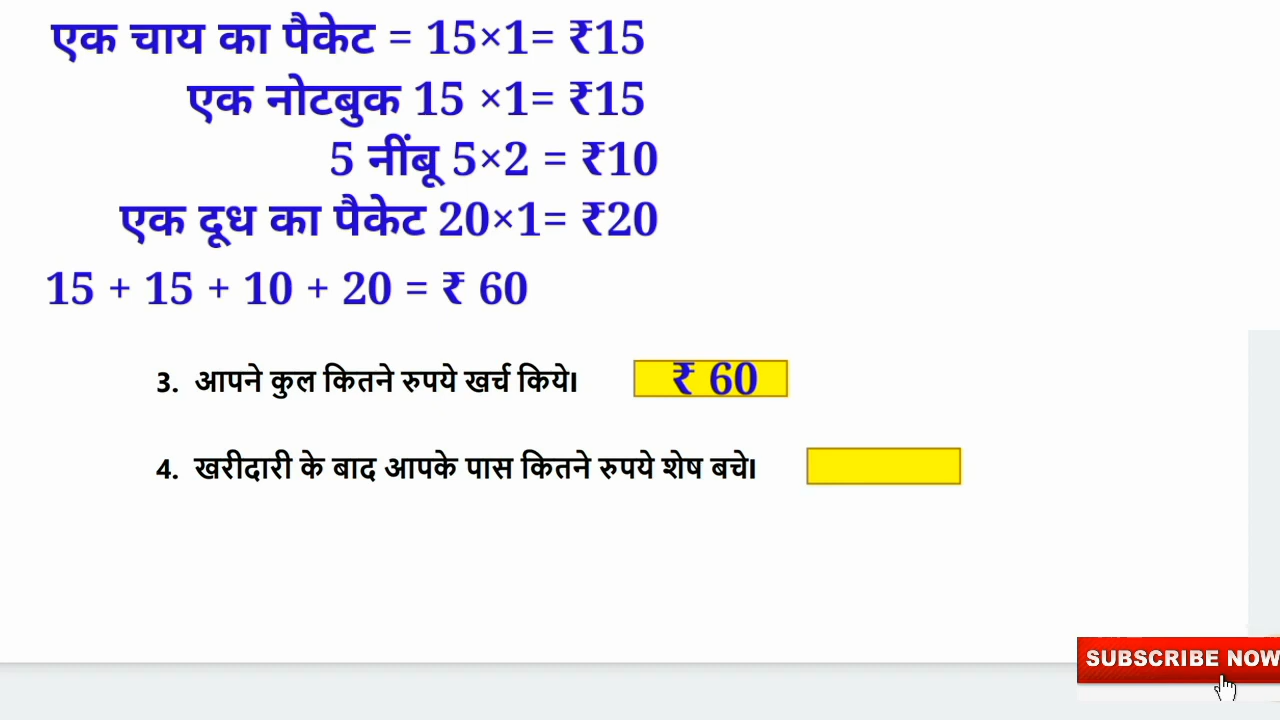 एक चाय का पैकेट = 15×1= ₹15
एक नोटबुक 15 ×1= ₹15
5 नींबू 5×2 = ₹10
एक दूध का पैकेट 20×1= ₹20
15 + 15 + 10 + 20 = ₹ 60
3. आपने कुल कितने रुपये खर्च किये। ₹ 60
4. खरीदारी के बाद आपके पास कितने रुपये शेष बचे।
SUBSCRIBE NOW